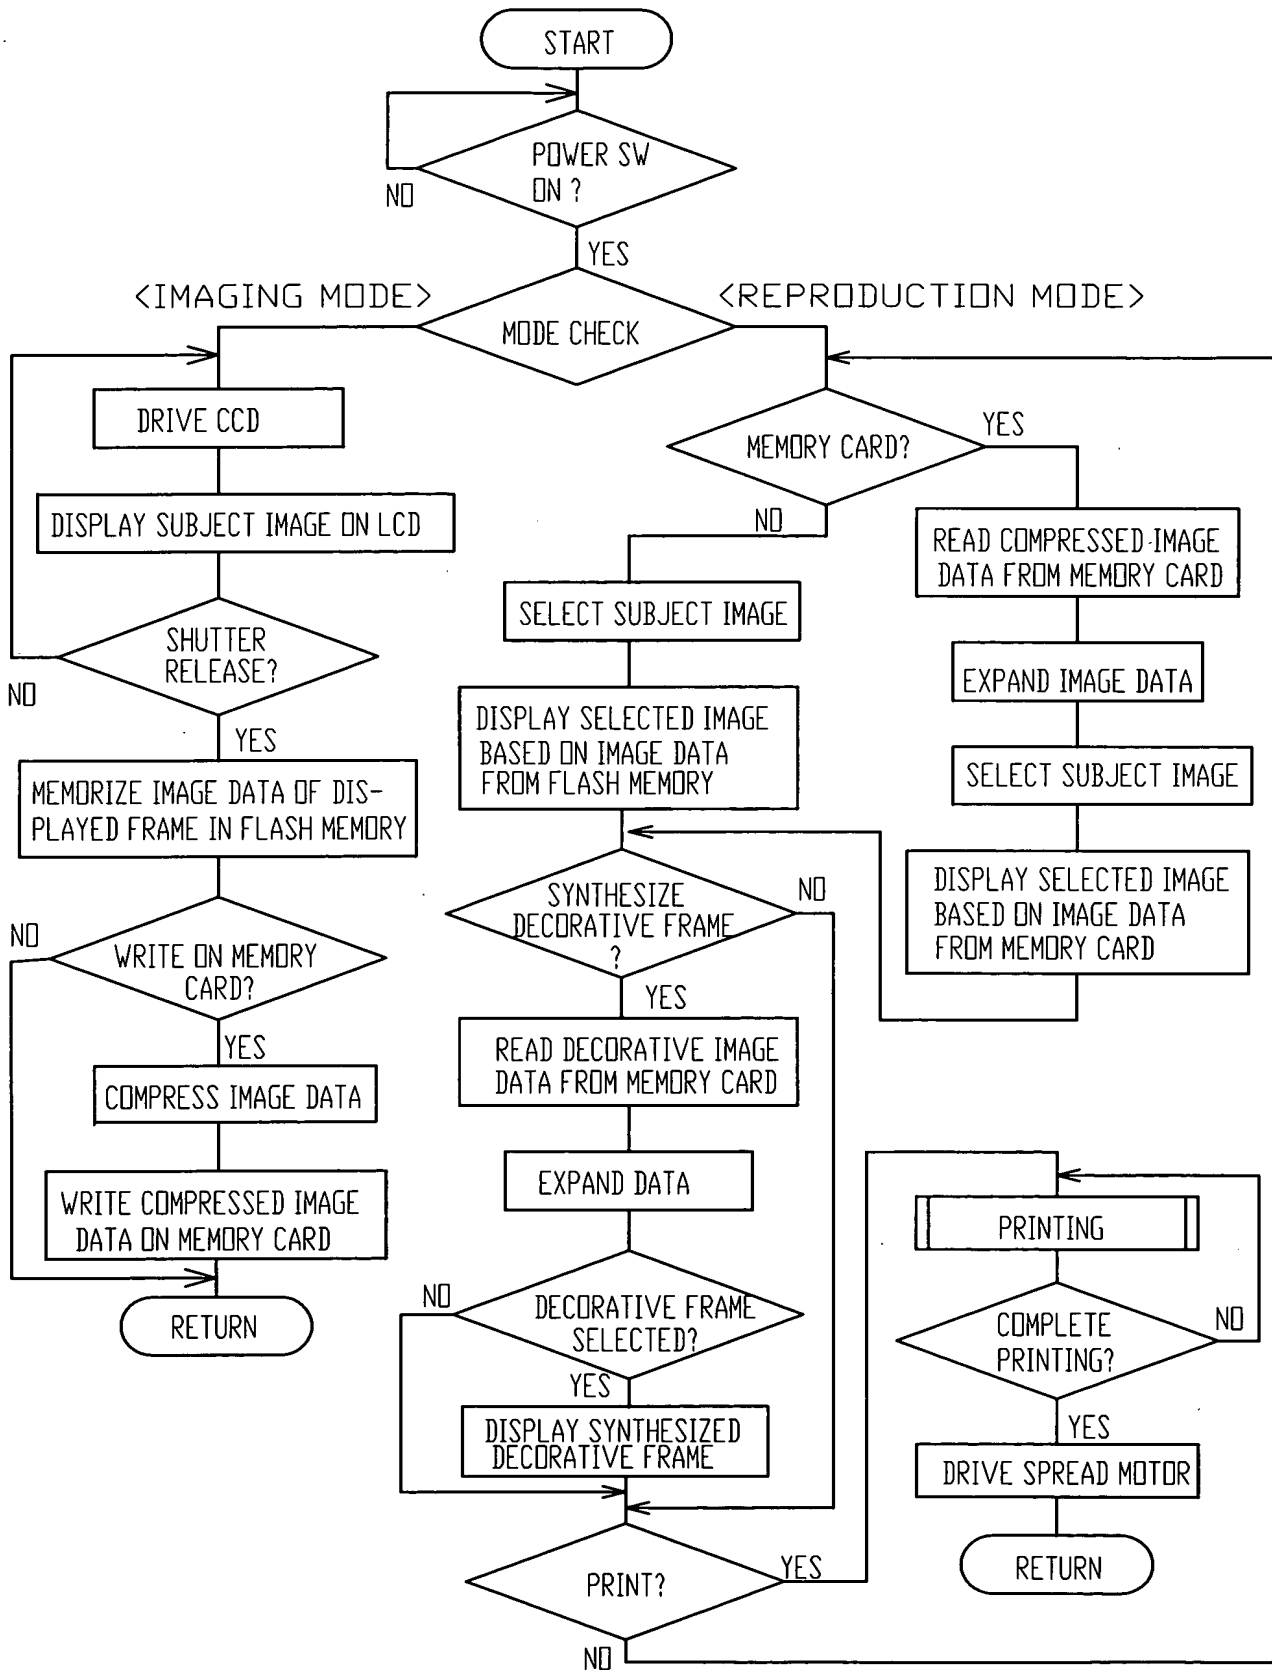 START
POWER SW
ON ?
NO
YES
<IMAGING MODE>
<REPRODUCTION MODE>
MODE CHECK
DRIVE CCD
DISPLAY SUBJECT IMAGE ON LCD
SHUTTER
RELEASE?
NO
YES
MEMORIZE IMAGE DATA OF DIS-
PLAYED FRAME IN FLASH MEMORY
NO
WRITE ON MEMORY
CARD?
YES
COMPRESS IMAGE DATA
WRITE COMPRESSED IMAGE
DATA ON MEMORY CARD
RETURN
MEMORY CARD?
YES
NO
SELECT SUBJECT IMAGE
DISPLAY SELECTED IMAGE
BASED ON IMAGE DATA
FROM FLASH MEMORY
READ COMPRESSED IMAGE
DATA FROM MEMORY CARD
EXPAND IMAGE DATA
SELECT SUBJECT IMAGE
DISPLAY SELECTED IMAGE
BASED ON IMAGE DATA
FROM MEMORY CARD
SYNTHESIZE
DECORATIVE FRAME
?
NO
YES
READ DECORATIVE IMAGE
DATA FROM MEMORY CARD
EXPAND DATA
NO
DECORATIVE FRAME
SELECTED?
YES
DISPLAY SYNTHESIZED
DECORATIVE FRAME
PRINT?
YES
NO
PRINTING
COMPLETE
PRINTING?
NO
YES
DRIVE SPREAD MOTOR
RETURN